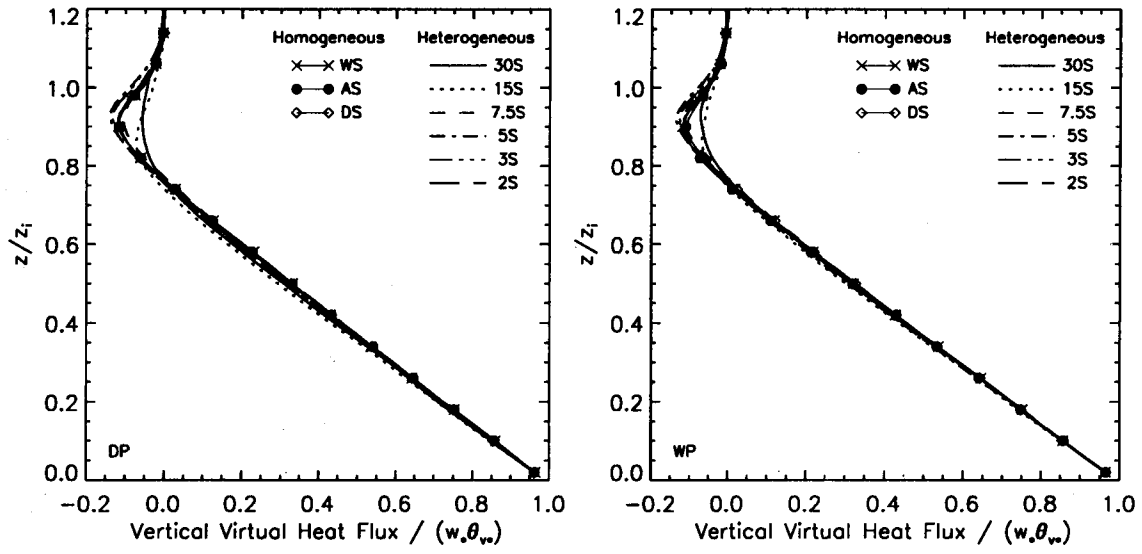 1.2
1.0
0.8
0.6
0.4
0.2
0.0
z/z_i
Homogeneous Heterogeneous
WS 30S
AS 15S
DS 7.5S
5S
3S
2S
DP
-0.2 0.0 0.2 0.4 0.6 0.8 1.0
Vertical Virtual Heat Flux / (w*θv*)
1.2
1.0
0.8
0.6
0.4
0.2
0.0
z/z_i
Homogeneous Heterogeneous
WS 30S
AS 15S
DS 7.5S
5S
3S
2S
WP
-0.2 0.0 0.2 0.4 0.6 0.8 1.0
Vertical Virtual Heat Flux / (w*θv*)